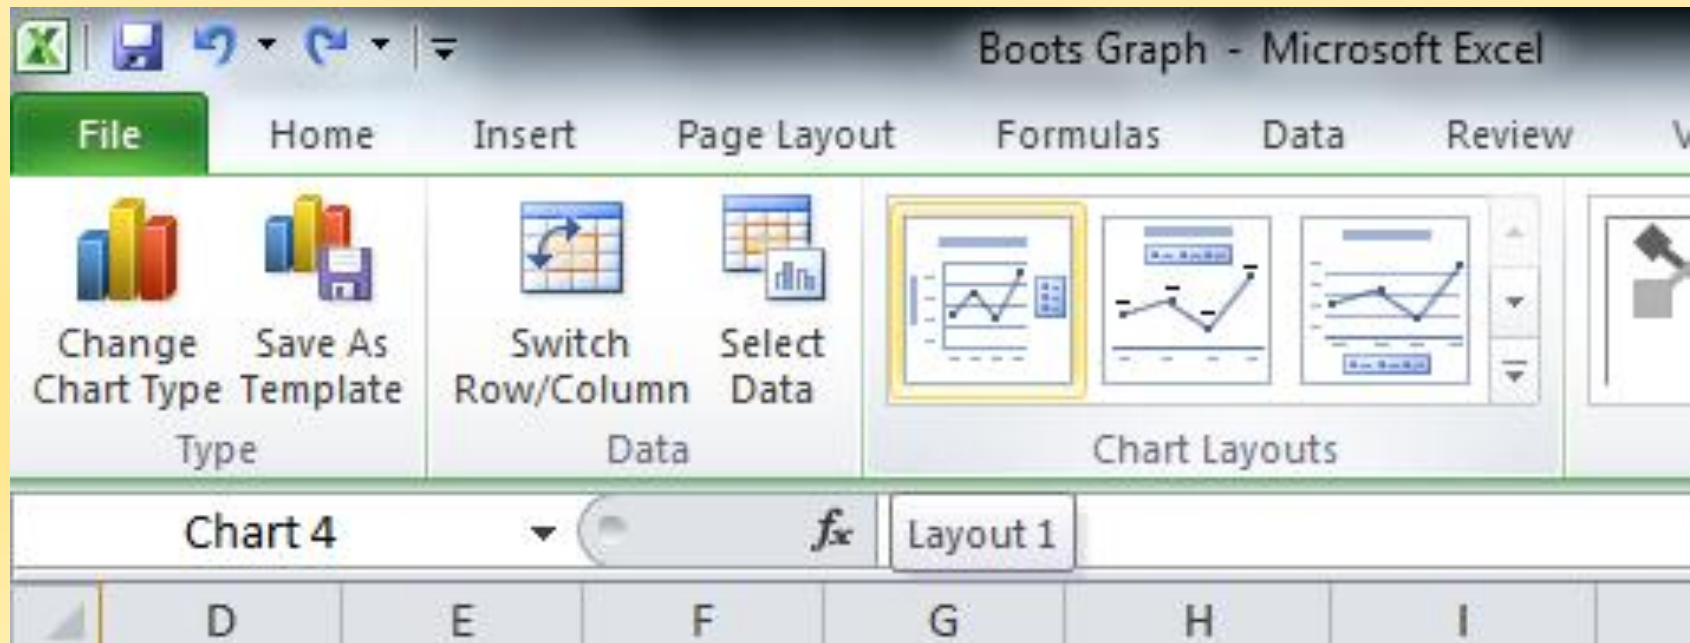 Boots Graph - Microsoft Excel
File Home Insert Page Layout Formulas Data Review V
Change Chart Type
Save As Template
Switch Row/Column
Select Data
Type Data Chart Layouts
Chart 4 fx Layout 1
D E F G H I